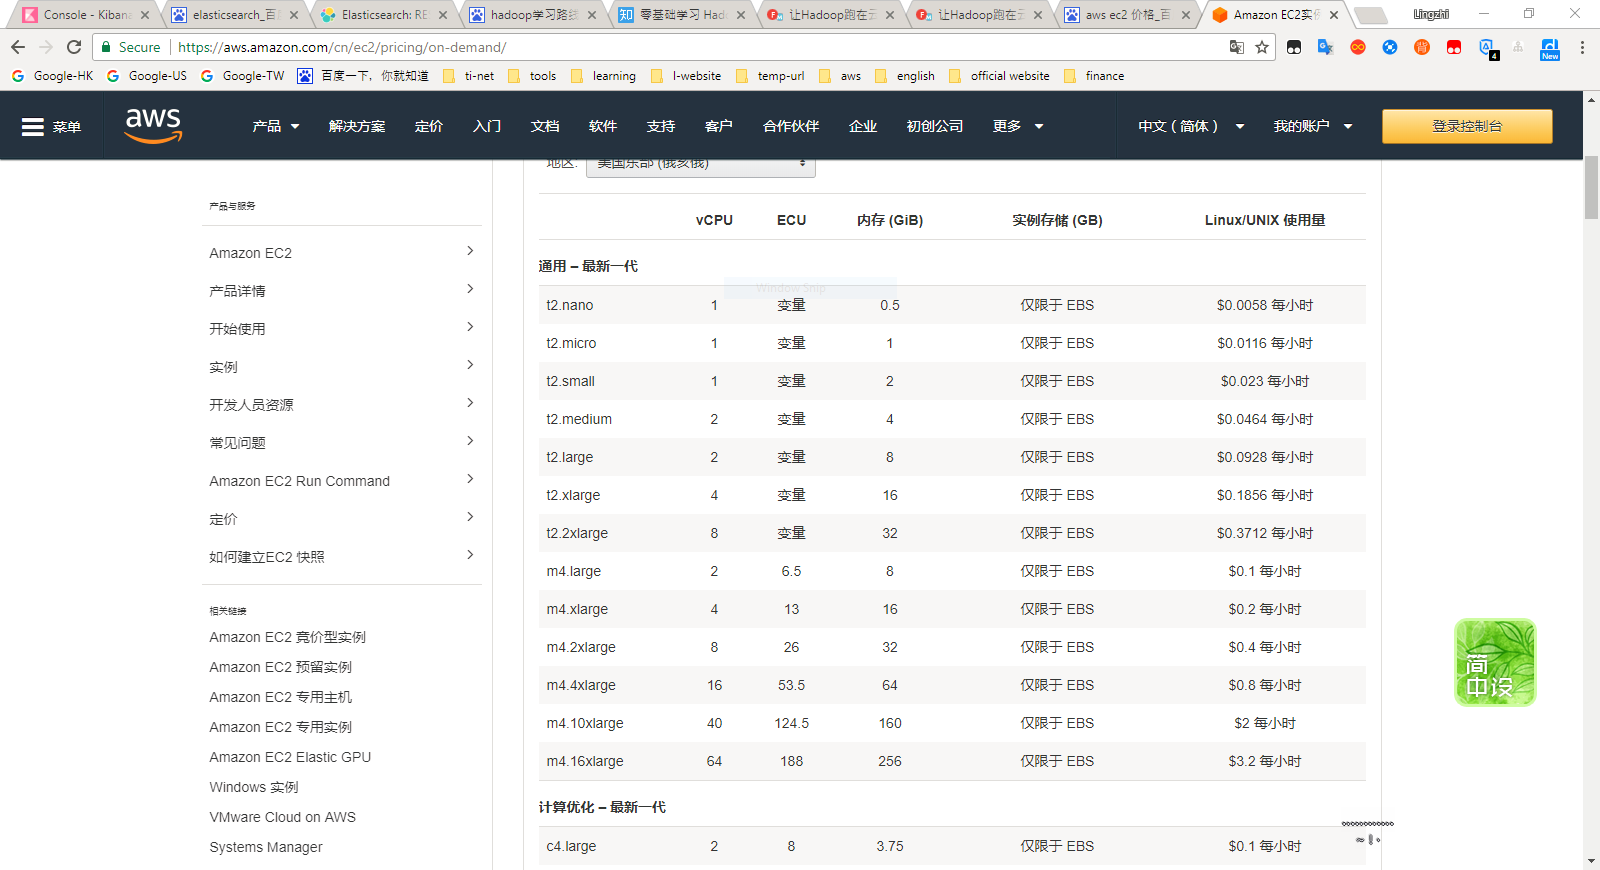 Console - Kibana
elasticsearch_百
Elasticsearch: RE
hadoop学习路线
零基础学习 Had
让Hadoop跑在云
让Hadoop跑在云
aws ec2 价格_百
Amazon EC2实例
Lingzhi
Secure
https://aws.amazon.com/cn/ec2/pricing/on-demand/
4
New
Google-HK Google-US Google-TW 百度一下，你就知道 ti-net tools learning l-website temp-url aws english official website finance
菜单 aws 产品 解决方案 定价 入门 文档 软件 支持 客户 合作伙伴 企业 初创公司 更多 中文 ( 简体 ) 我的账户 登录控制台
地区: 美国东部 (俄亥俄)
产品与服务
Amazon EC2
产品详情
开始使用
实例
开发人员资源
常见问题
Amazon EC2 Run Command
定价
如何建立EC2 快照
相关链接
Amazon EC2 竞价型实例
Amazon EC2 预留实例
Amazon EC2 专用主机
Amazon EC2 专用实例
Amazon EC2 Elastic GPU
Windows 实例
VMware Cloud on AWS
Systems Manager
vCPU ECU 内存 (GiB) 实例存储 (GB) Linux/UNIX 使用量
通用 – 最新一代
Window Snip
t2.nano 1 变量 0.5 仅限于 EBS $0.0058 每小时
t2.micro 1 变量 1 仅限于 EBS $0.0116 每小时
t2.small 1 变量 2 仅限于 EBS $0.023 每小时
t2.medium 2 变量 4 仅限于 EBS $0.0464 每小时
t2.large 2 变量 8 仅限于 EBS $0.0928 每小时
t2.xlarge 4 变量 16 仅限于 EBS $0.1856 每小时
t2.2xlarge 8 变量 32 仅限于 EBS $0.3712 每小时
m4.large 2 6.5 8 仅限于 EBS $0.1 每小时
m4.xlarge 4 13 16 仅限于 EBS $0.2 每小时
m4.2xlarge 8 26 32 仅限于 EBS $0.4 每小时
m4.4xlarge 16 53.5 64 仅限于 EBS $0.8 每小时
m4.10xlarge 40 124.5 160 仅限于 EBS $2 每小时
m4.16xlarge 64 188 256 仅限于 EBS $3.2 每小时
计算优化 – 最新一代
c4.large 2 8 3.75 仅限于 EBS $0.1 每小时
简
中设